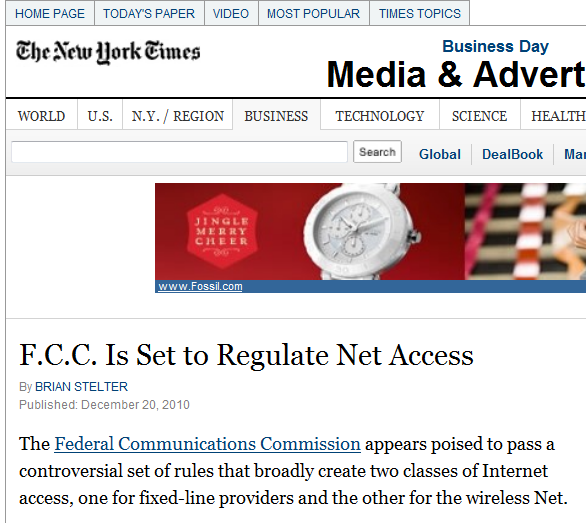 HOME PAGE TODAY'S PAPER VIDEO MOST POPULAR TIMES TOPICS
The New York Times
Business Day
Media & Advert
WORLD U.S. N.Y. / REGION BUSINESS TECHNOLOGY SCIENCE HEALTH
Search Global DealBook Mar
JINGLE
MERRY
CHEER
www.Fossil.com
F.C.C. Is Set to Regulate Net Access
By BRIAN STELTER
Published: December 20, 2010
The Federal Communications Commission appears poised to pass a
controversial set of rules that broadly create two classes of Internet
access, one for fixed-line providers and the other for the wireless Net.